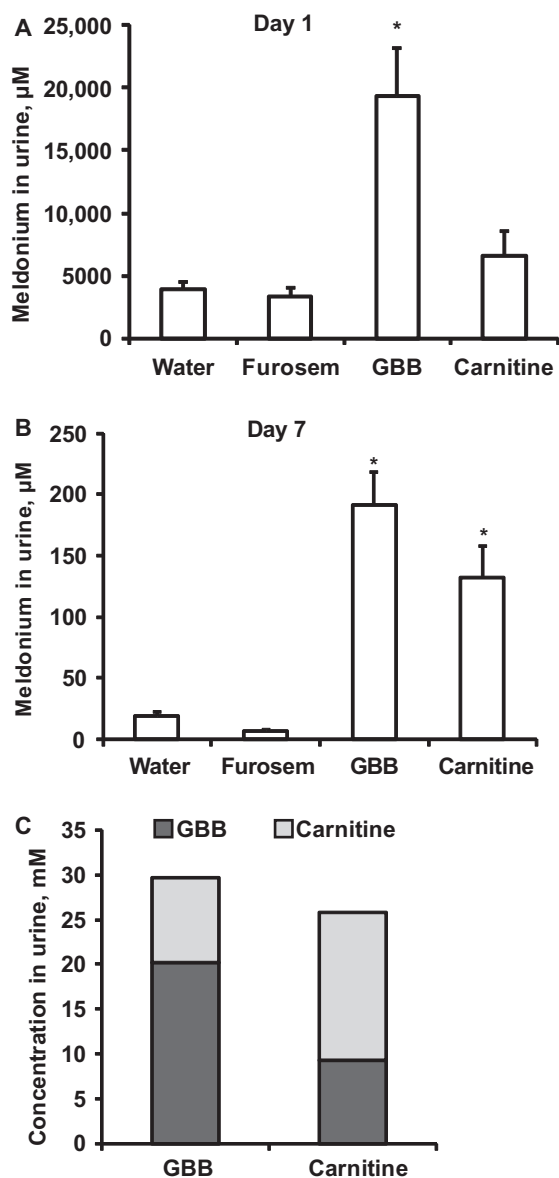 A
Day 1
Meldonium in urine, µM
25,000
*
20,000
15,000
10,000
5000
0
Water Furosem GBB Carnitine
B
Day 7
Meldonium in urine, µM
250
200
*
*
150
100
50
0
Water Furosem GBB Carnitine
C
GBB Carnitine
Concentration in urine, mM
35
30
25
20
15
10
5
0
GBB Carnitine